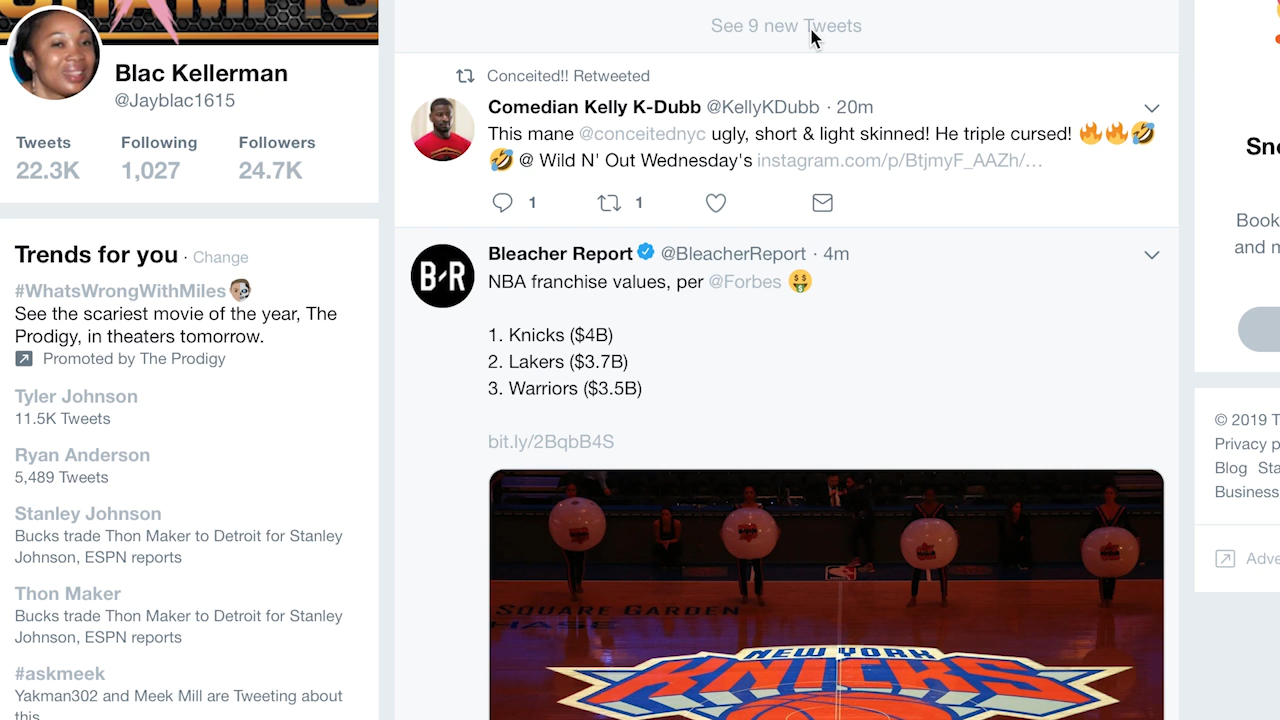 Blac Kellerman
@Jayblac1615
Tweets Following Followers
22.3K 1,027 24.7K
Trends for you · Change
#WhatsWrongWithMiles
See the scariest movie of the year, The
Prodigy, in theaters tomorrow.
Promoted by The Prodigy
Tyler Johnson
11.5K Tweets
Ryan Anderson
5,489 Tweets
Stanley Johnson
Bucks trade Thon Maker to Detroit for Stanley
Johnson, ESPN reports
Thon Maker
Bucks trade Thon Maker to Detroit for Stanley
Johnson, ESPN reports
#askmeek
Yakman302 and Meek Mill are Tweeting about
this
See 9 new Tweets
Conceited!! Retweeted
Comedian Kelly K-Dubb @KellyKDubb · 20m
This mane @conceitednyc ugly, short & light skinned! He triple cursed! 🔥🔥🤣
🤣 @ Wild N' Out Wednesday's instagram.com/p/BtjmyF_AAZh/…
1 1
B/R
Bleacher Report @BleacherReport · 4m
NBA franchise values, per @Forbes 🤑
1. Knicks ($4B)
2. Lakers ($3.7B)
3. Warriors ($3.5B)
bit.ly/2BqbB4S
SQUARE GARDEN
HASE
NEW YORK
KNICKS
Sno
Book
and m
© 2019 T
Privacy p
Blog Sta
Business
Adve